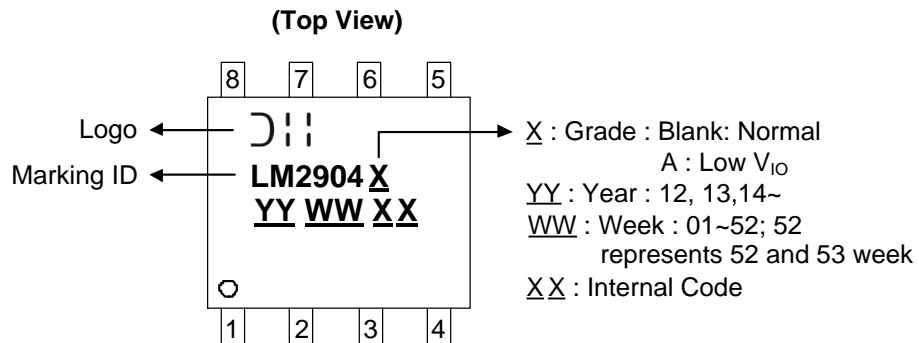 (Top View)
8 7 6 5
Logo
Marking ID
LM2904 X
YY WW X X
X : Grade : Blank: Normal
A : Low VIO
YY : Year : 12, 13,14~
WW : Week : 01~52; 52
represents 52 and 53 week
X X : Internal Code
1 2 3 4